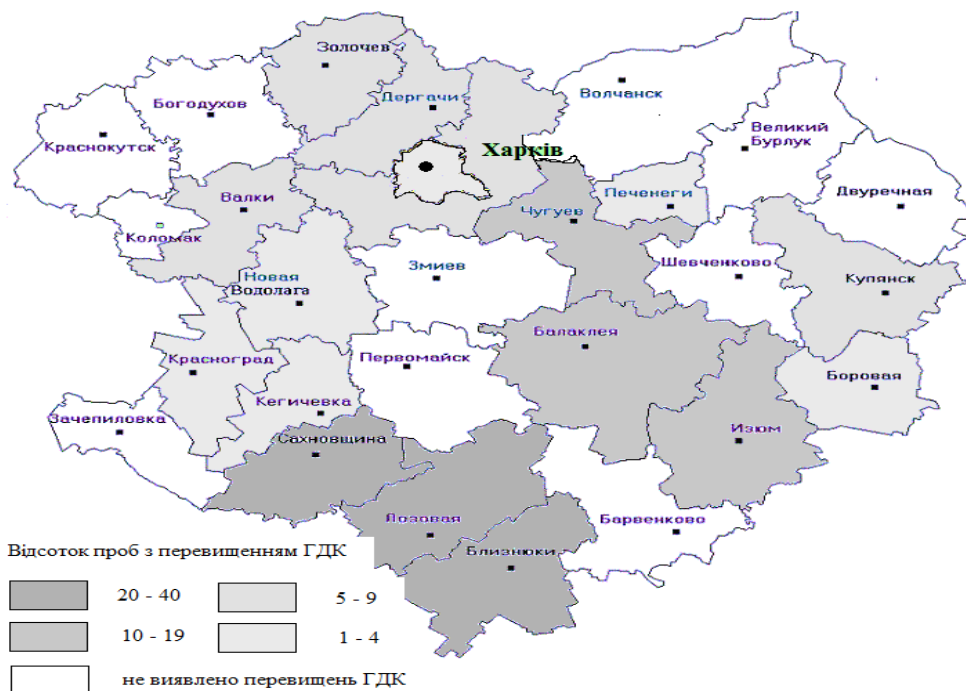 Золочев
Богодухов
Дергачи
Волчанск
Краснокутск
Великий
Бурлук
Харків
Двуречная
Валки
Печенеги
Чугуев
Коломак
Новая
Водолага
Змиев
Шевченково
Купянск
Балаклея
Красноград
Первомайск
Боровая
Кегичевка
Зачепиловка
Сахновщина
Изюм
Лозовая
Барвенково
Близнюки
Відсоток проб з перевищенням ГДК
20 - 40
5 - 9
10 - 19
1 - 4
не виявлено перевищень ГДК